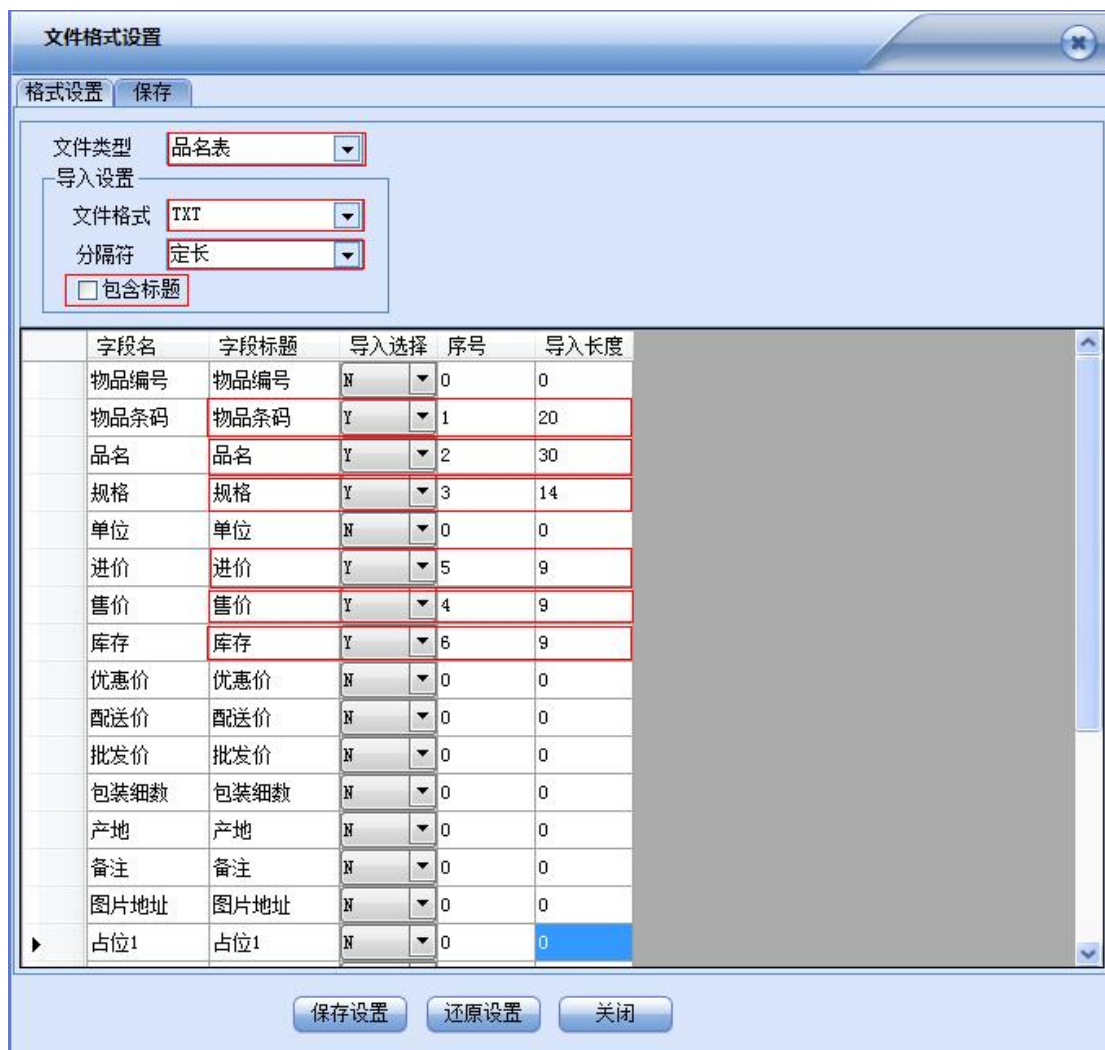 文件格式设置
格式设置 保存
文件类型 品名表
导入设置
文件格式 TXT
分隔符 定长
包含标题
字段名 字段标题 导入选择 序号 导入长度
物品编号 物品编号 N 0 0
物品条码 物品条码 Y 1 20
品名 品名 Y 2 30
规格 规格 Y 3 14
单位 单位 N 0 0
进价 进价 Y 5 9
售价 售价 Y 4 9
库存 库存 Y 6 9
优惠价 优惠价 N 0 0
配送价 配送价 N 0 0
批发价 批发价 N 0 0
包装细数 包装细数 N 0 0
产地 产地 N 0 0
备注 备注 N 0 0
图片地址 图片地址 N 0 0
占位1 占位1 N 0 0
保存设置 还原设置 关闭